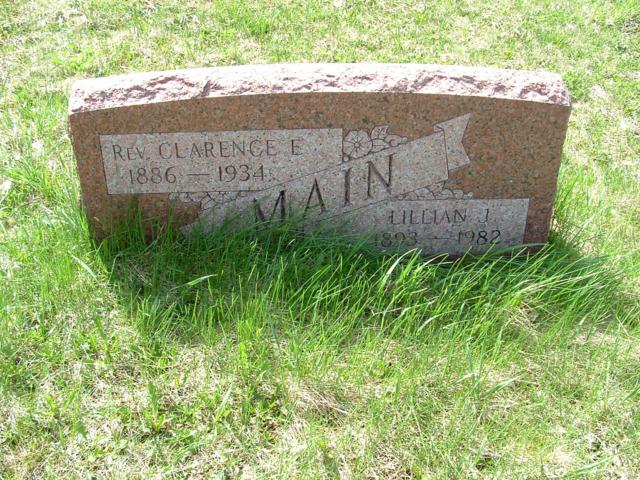 Rev. CLARENCE E.
1886 — 1934
MAIN
LILLIAN J.
1893 — 1982